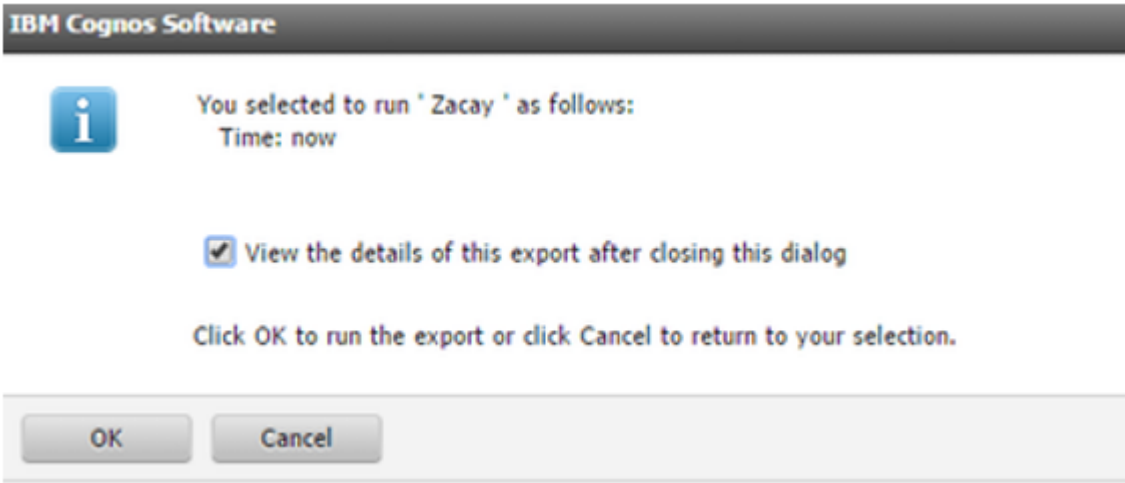 IBM Cognos Software
You selected to run ' Zacay ' as follows:
Time: now
View the details of this export after closing this dialog
Click OK to run the export or click Cancel to return to your selection.
OK
Cancel